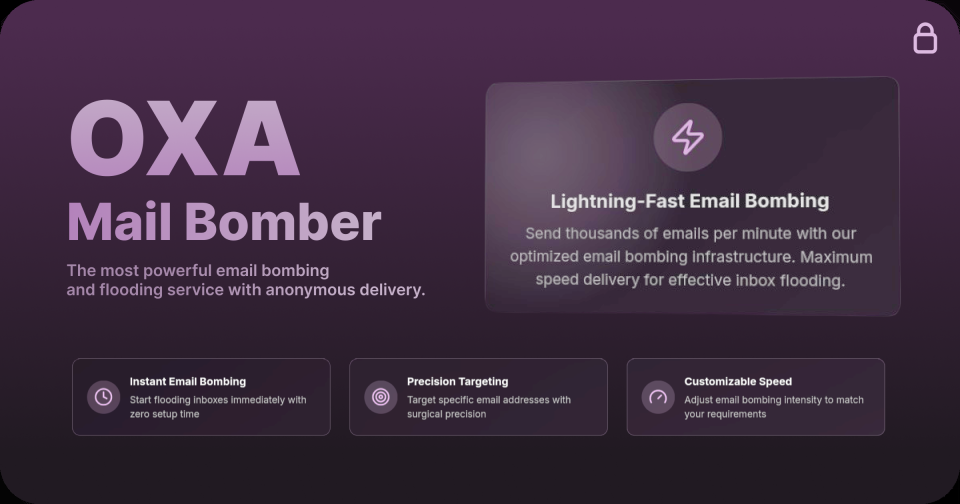 OXA
Mail Bomber
The most powerful email bombing
and flooding service with anonymous delivery.
Lightning-Fast Email Bombing
Send thousands of emails per minute with our
optimized email bombing infrastructure. Maximum
speed delivery for effective inbox flooding.
Instant Email Bombing
Start flooding inboxes immediately with
zero setup time
Precision Targeting
Target specific email addresses with
surgical precision
Customizable Speed
Adjust email bombing intensity to match
your requirements